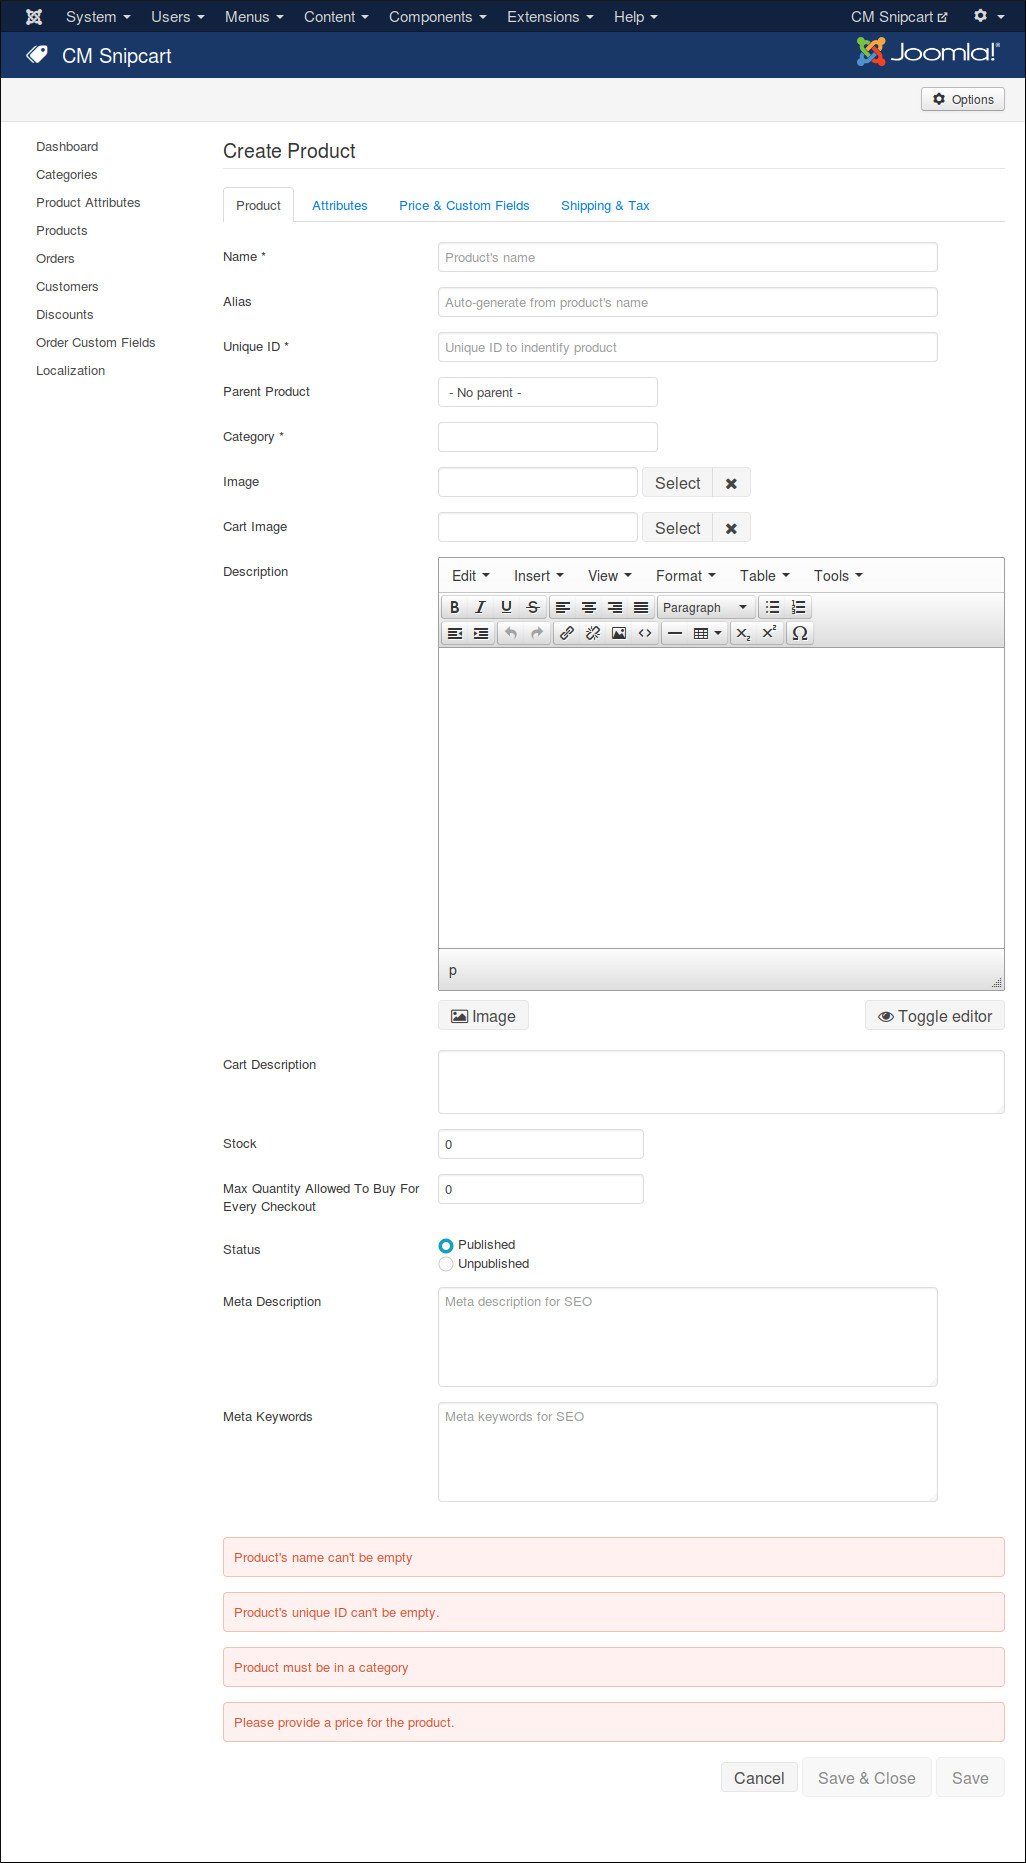 System Users Menus Content Components Extensions Help CM Snipcart
CM Snipcart Joomla!®
Options
Dashboard
Categories
Product Attributes
Products
Orders
Customers
Discounts
Order Custom Fields
Localization
Create Product
Product Attributes Price & Custom Fields Shipping & Tax
Name * Product's name
Alias Auto-generate from product's name
Unique ID * Unique ID to indentify product
Parent Product - No parent -
Category *
Image Select
Cart Image Select
Description
Edit Insert View Format Table Tools
B I U S Paragraph
X₂ X² Ω
p
Image Toggle editor
Cart Description
Stock 0
Max Quantity Allowed To Buy For 0
Every Checkout
Status Published
Unpublished
Meta Description Meta description for SEO
Meta Keywords Meta keywords for SEO
Product's name can't be empty
Product's unique ID can't be empty.
Product must be in a category
Please provide a price for the product.
Cancel Save & Close Save